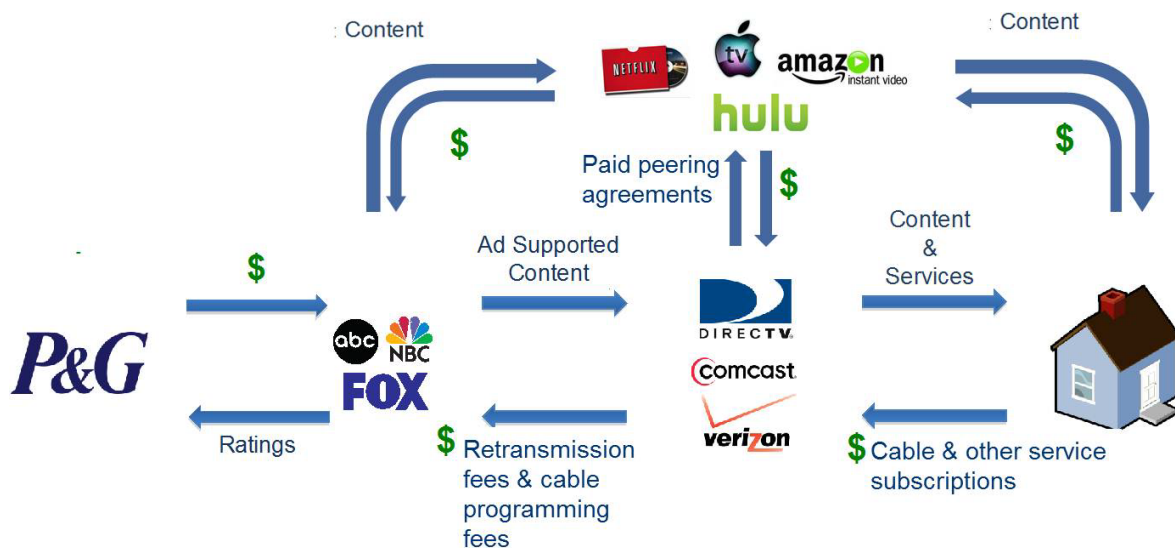 : Content
: Content
NETFLIX
tv
amazon
instant video
hulu
$
$
Paid peering
agreements
$
Content
&
Services
Ad Supported
Content
$
P&G
abc
NBC
FOX
DIRECTV
comcast
verizon
Ratings
$ Retransmission
fees & cable
programming
fees
$ Cable & other service
subscriptions